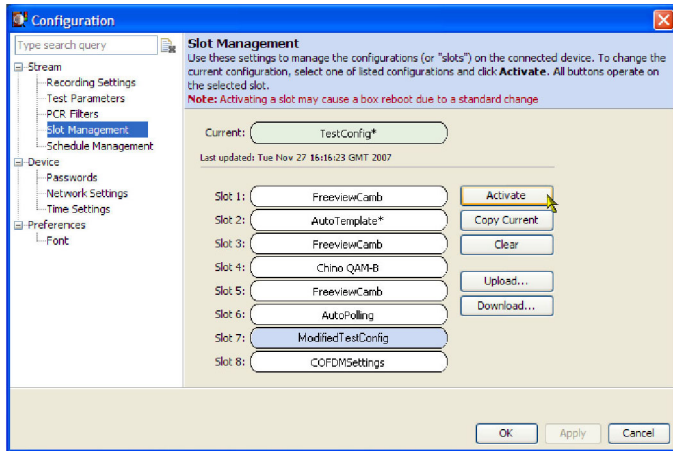 Configuration
Type search query
Stream
Recording Settings
Test Parameters
PCR Filters
Slot Management
Schedule Management
Device
Passwords
Network Settings
Time Settings
Preferences
Font
Slot Management
Use these settings to manage the configurations (or "slots") on the connected device. To change the
current configuration, select one of listed configurations and click Activate. All buttons operate on
the selected slot.
Note: Activating a slot may cause a box reboot due to a standard change
Current: TestConfig*
Last updated: Tue Nov 27 16:16:23 GMT 2007
Slot 1: FreeviewCamb
Slot 2: AutoTemplate*
Slot 3: FreeviewCamb
Slot 4: Chino QAM-B
Slot 5: FreeviewCamb
Slot 6: AutoPolling
Slot 7: ModifiedTestConfig
Slot 8: COFDMSettings
Activate
Copy Current
Clear
Upload...
Download...
OK Apply Cancel